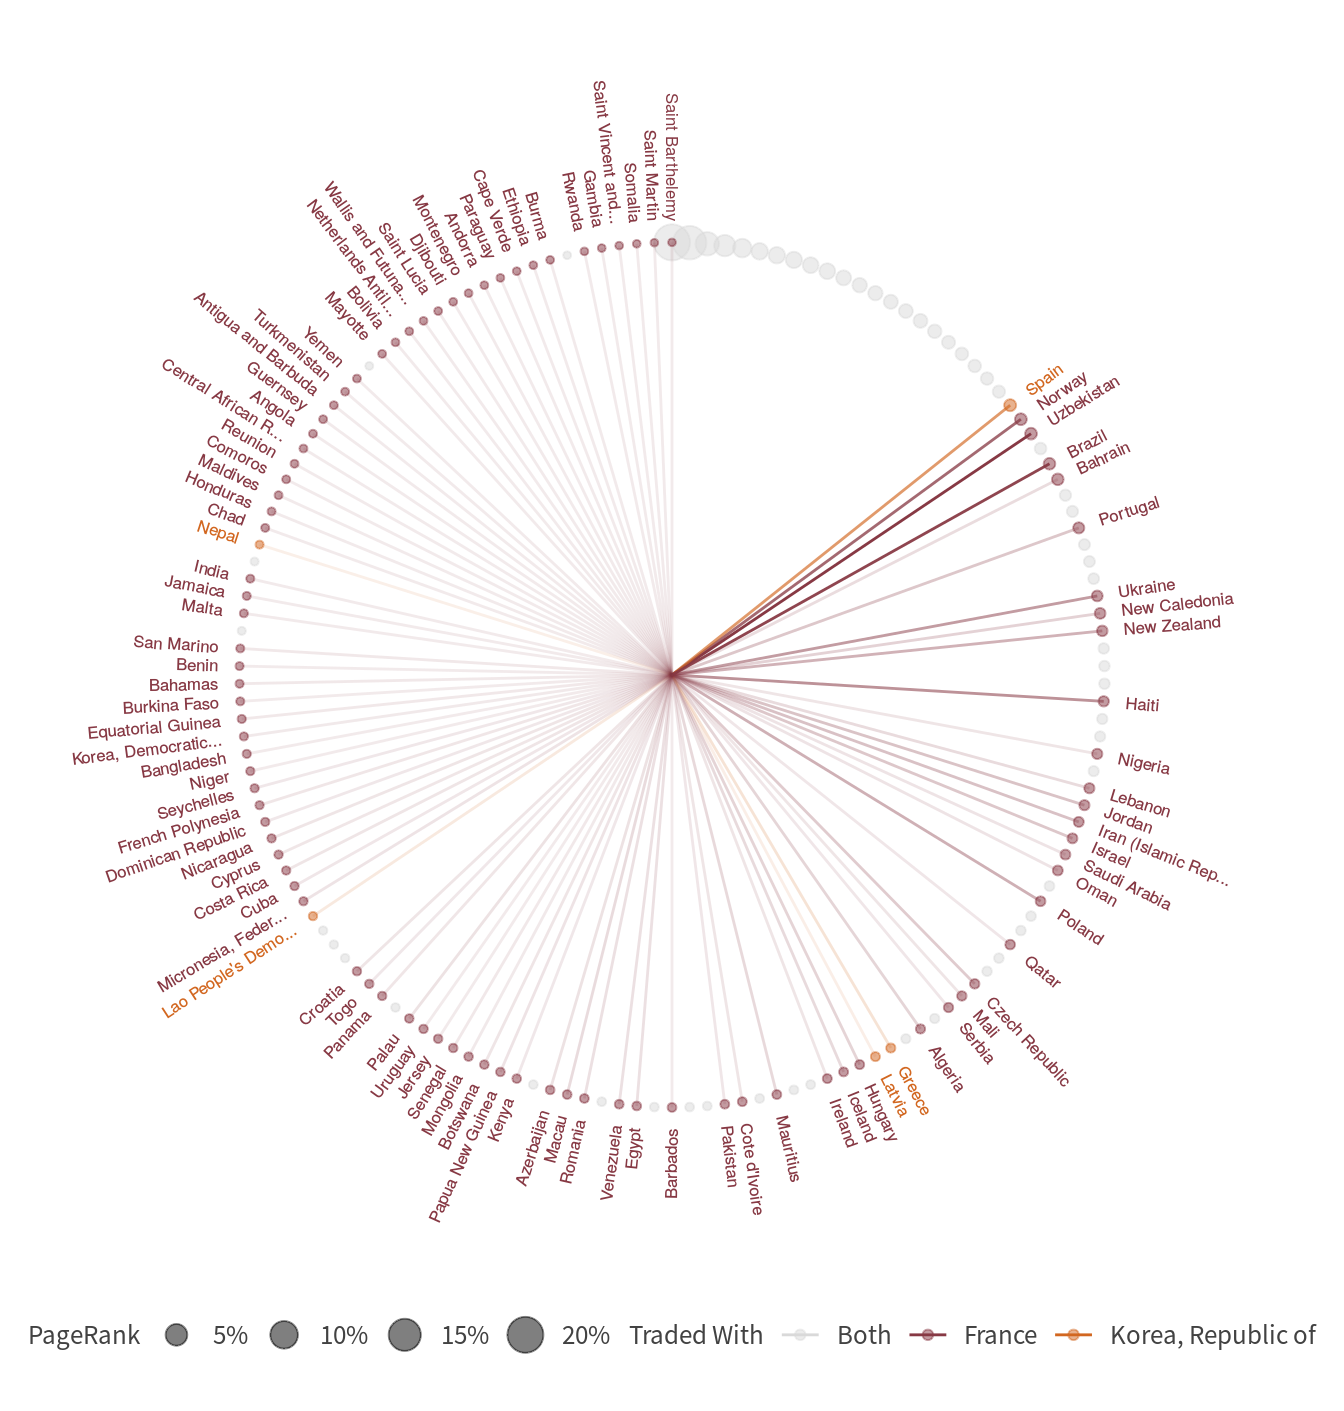 Saint Barthelemy
Spain
Norway
Uzbekistan
Brazil
Bahrain
Portugal
Ukraine
New Caledonia
New Zealand
Haiti
Nigeria
Lebanon
Jordan
Iran (Islamic Rep...
Israel
Saudi Arabia
Oman
Poland
Qatar
Czech Republic
Mali
Serbia
Algeria
Greece
Latvia
Hungary
Iceland
Ireland
Mauritius
Cote d'Ivoire
Pakistan
Barbados
Egypt
Venezuela
Romania
Macau
Azerbaijan
Kenya
Papua New Guinea
Botswana
Mongolia
Senegal
Jersey
Uruguay
Palau
Panama
Togo
Croatia
Lao People's Demo...
Micronesia, Feder...
Cuba
Costa Rica
Cyprus
Nicaragua
Dominican Republic
French Polynesia
Seychelles
Niger
Bangladesh
Korea, Democratic...
Equatorial Guinea
Burkina Faso
Bahamas
Benin
San Marino
Malta
Jamaica
India
Nepal
Chad
Honduras
Maldives
Comoros
Reunion
Central African R...
Angola
Guernsey
Antigua and Barbuda
Turkmenistan
Yemen
Mayotte
Bolivia
Netherlands Antil...
Wallis and Futuna...
Saint Lucia
Djibouti
Montenegro
Andorra
Paraguay
Cape Verde
Ethiopia
Burma
Rwanda
Gambia
Saint Vincent and...
Somalia
Saint Martin
PageRank 5% 10% 15% 20% Traded With Both France Korea, Republic of